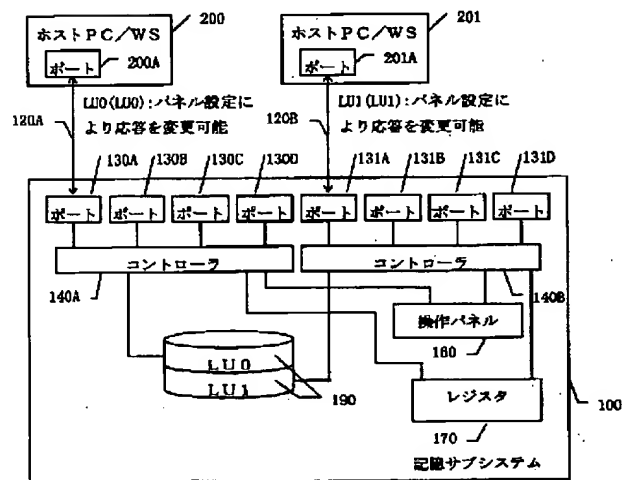 ホストPC/WS
200
ポート
200A
ホストPC/WS
201
ポート
201A
120A
LU0(LU0):パネル設定に
より応答を変更可能
120B
LU1(LU1):パネル設定に
より応答を変更可能
130A
130B
130C
130D
131A
131B
131C
131D
ポート
ポート
ポート
ポート
ポート
ポート
ポート
ポート
コントローラ
コントローラ
140A
140B
操作パネル
160
LU0
LU1
190
レジスタ
170
100
記憶サブシステム